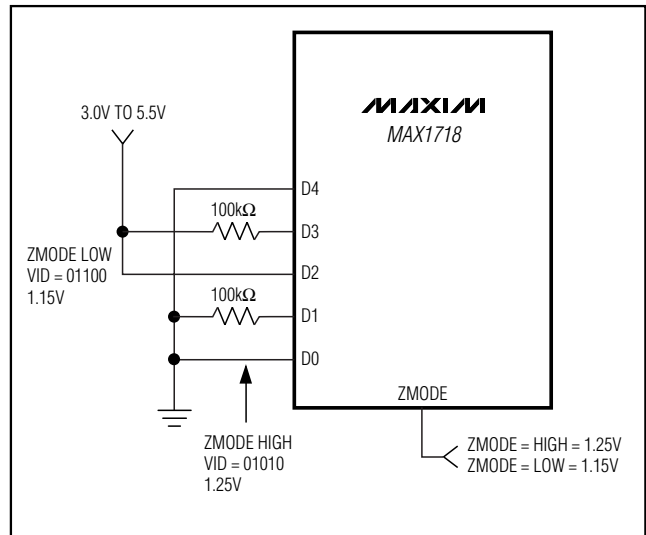 MAXIM
MAX1718
3.0V TO 5.5V
D4
100kΩ
D3
ZMODE LOW
VID = 01100
1.15V
D2
100kΩ
D1
D0
ZMODE
ZMODE HIGH
VID = 01010
1.25V
ZMODE = HIGH = 1.25V
ZMODE = LOW = 1.15V